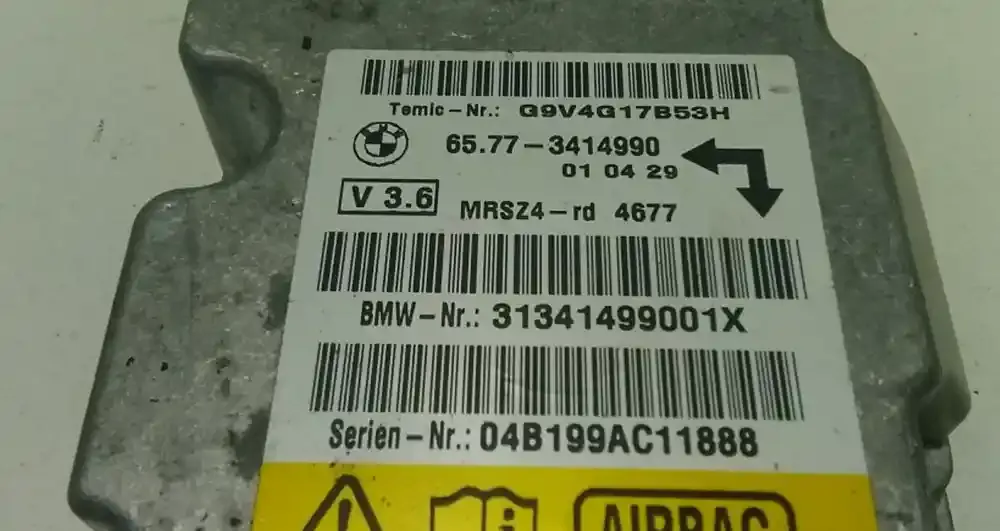 Temic-Nr.: G9V4G17B53H
BMW
65.77-3414990
01 04 29
V 3.6
MRSZ4-rd 4677
BMW-Nr.: 31341499001X
Serien-Nr.: 04B199AC11888
AIRBAG